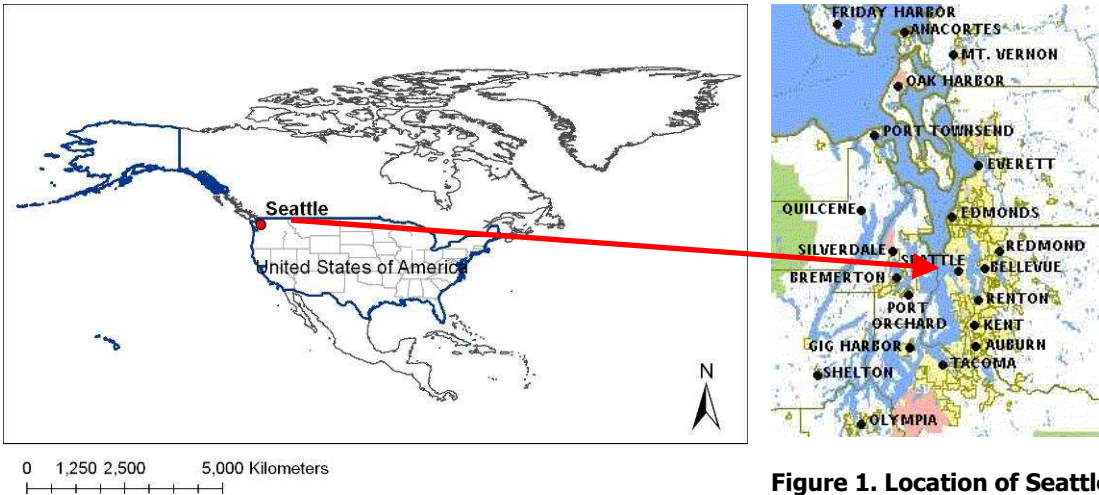 Seattle
United States of America
N
0 1,250 2,500 5,000 Kilometers
FRIDAY HARBOR
ANACORTES
MT. VERNON
OAK HARBOR
PORT TOWNSEND
EVERETT
QUILCENE
EDMONDS
SILVERDALE
REDMOND
SEATTLE
BELLEVUE
BREMERTON
RENTON
PORT
ORCHARD
KENT
GIG HARBOR
AUBURN
TACOMA
SHELTON
OLYMPIA
Figure 1. Location of Seattle